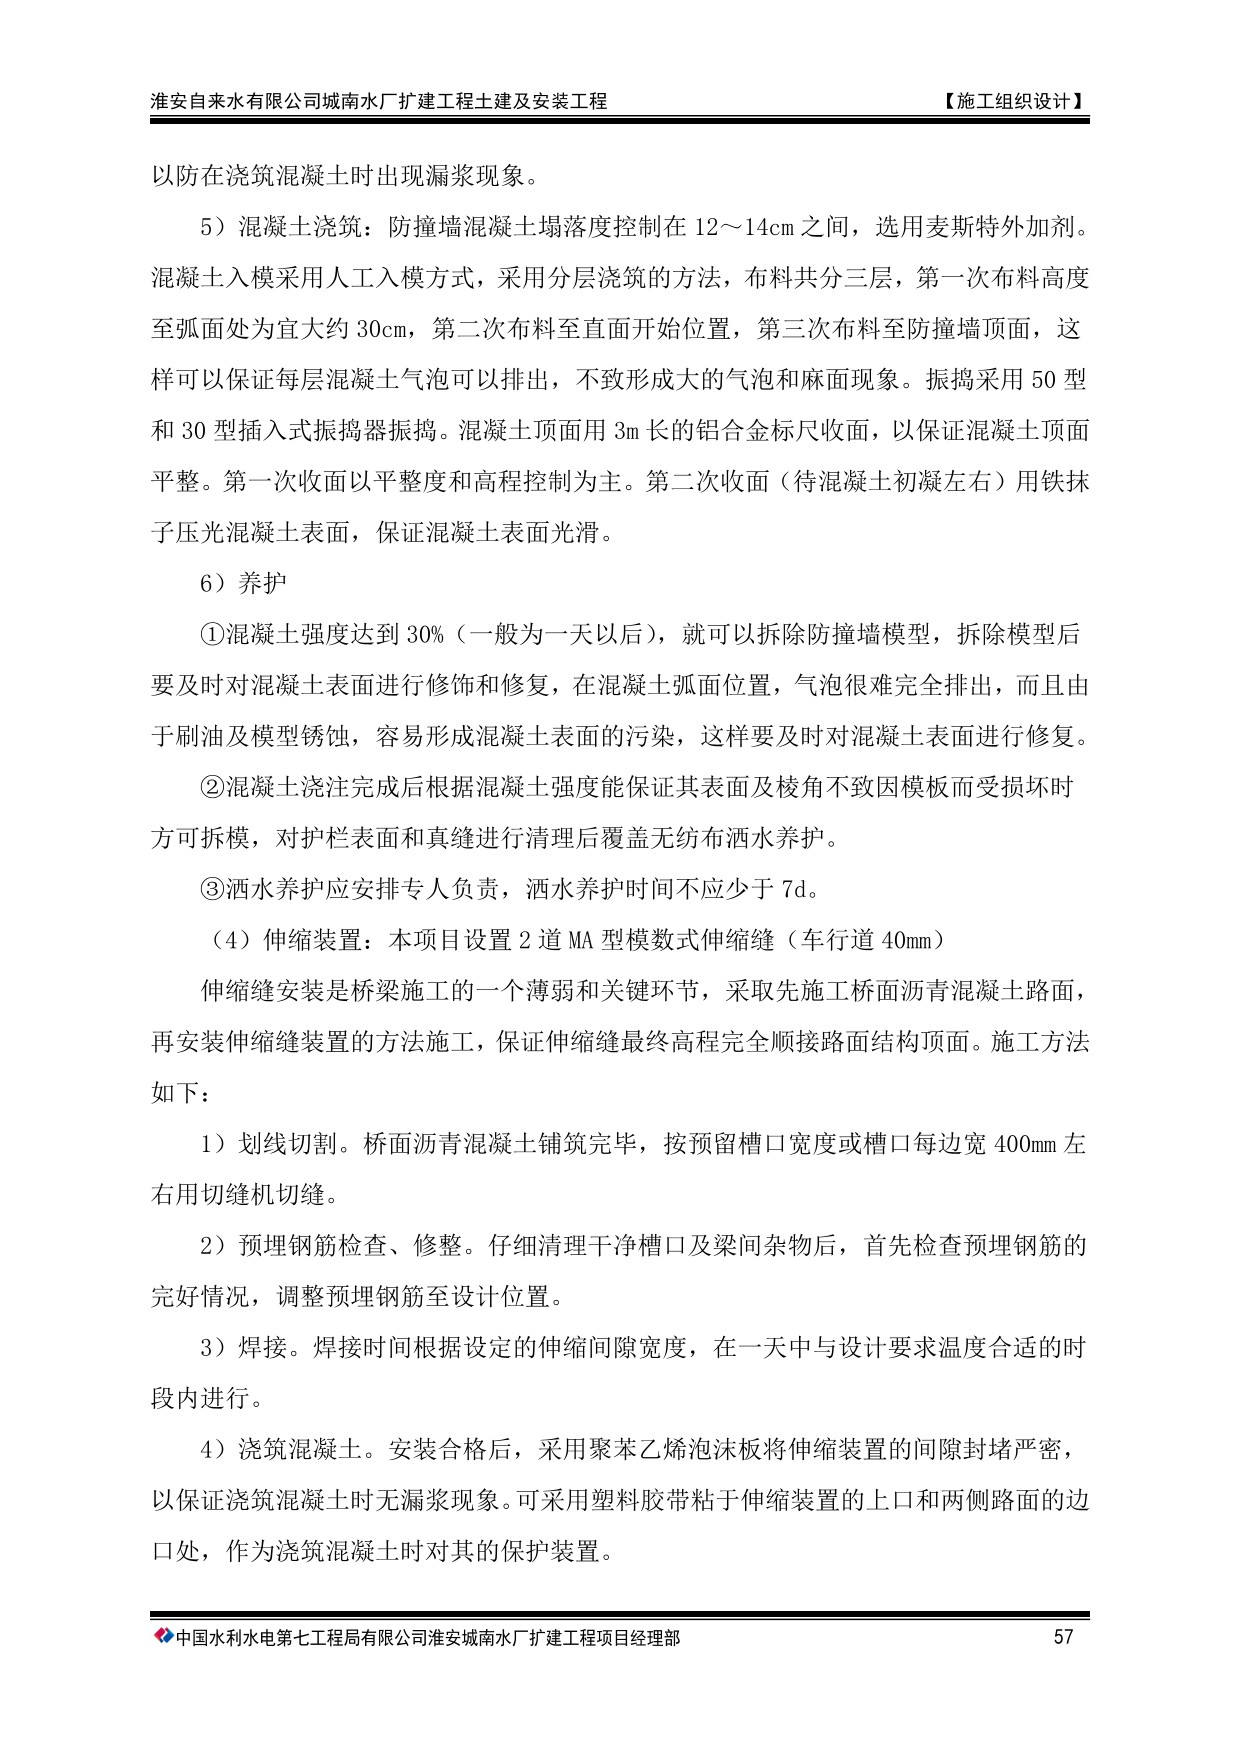 淮安自来水有限公司城南水厂扩建工程土建及安装工程 【施工组织设计】
以防在浇筑混凝土时出现漏浆现象。
5）混凝土浇筑：防撞墙混凝土塌落度控制在 12～14cm 之间，选用麦斯特外加剂。
混凝土入模采用人工入模方式，采用分层浇筑的方法，布料共分三层，第一次布料高度
至弧面处为宜大约 30cm，第二次布料至直面开始位置，第三次布料至防撞墙顶面，这
样可以保证每层混凝土气泡可以排出，不致形成大的气泡和麻面现象。振捣采用 50 型
和 30 型插入式振捣器振捣。混凝土顶面用 3m 长的铝合金标尺收面，以保证混凝土顶面
平整。第一次收面以平整度和高程控制为主。第二次收面（待混凝土初凝左右）用铁抹
子压光混凝土表面，保证混凝土表面光滑。
6）养护
①混凝土强度达到 30%（一般为一天以后），就可以拆除防撞墙模型，拆除模型后
要及时对混凝土表面进行修饰和修复，在混凝土弧面位置，气泡很难完全排出，而且由
于刷油及模型锈蚀，容易形成混凝土表面的污染，这样要及时对混凝土表面进行修复。
②混凝土浇注完成后根据混凝土强度能保证其表面及棱角不致因模板而受损坏时
方可拆模，对护栏表面和真缝进行清理后覆盖无纺布洒水养护。
③洒水养护应安排专人负责，洒水养护时间不应少于 7d。
（4）伸缩装置：本项目设置 2 道 MA 型模数式伸缩缝（车行道 40mm）
伸缩缝安装是桥梁施工的一个薄弱和关键环节，采取先施工桥面沥青混凝土路面，
再安装伸缩缝装置的方法施工，保证伸缩缝最终高程完全顺接路面结构顶面。施工方法
如下：
1）划线切割。桥面沥青混凝土铺筑完毕，按预留槽口宽度或槽口每边宽 400mm 左
右用切缝机切缝。
2）预埋钢筋检查、修整。仔细清理干净槽口及梁间杂物后，首先检查预埋钢筋的
完好情况，调整预埋钢筋至设计位置。
3）焊接。焊接时间根据设定的伸缩间隙宽度，在一天中与设计要求温度合适的时
段内进行。
4）浇筑混凝土。安装合格后，采用聚苯乙烯泡沫板将伸缩装置的间隙封堵严密，
以保证浇筑混凝土时无漏浆现象。可采用塑料胶带粘于伸缩装置的上口和两侧路面的边
口处，作为浇筑混凝土时对其的保护装置。
中国水利水电第七工程局有限公司淮安城南水厂扩建工程项目经理部 57